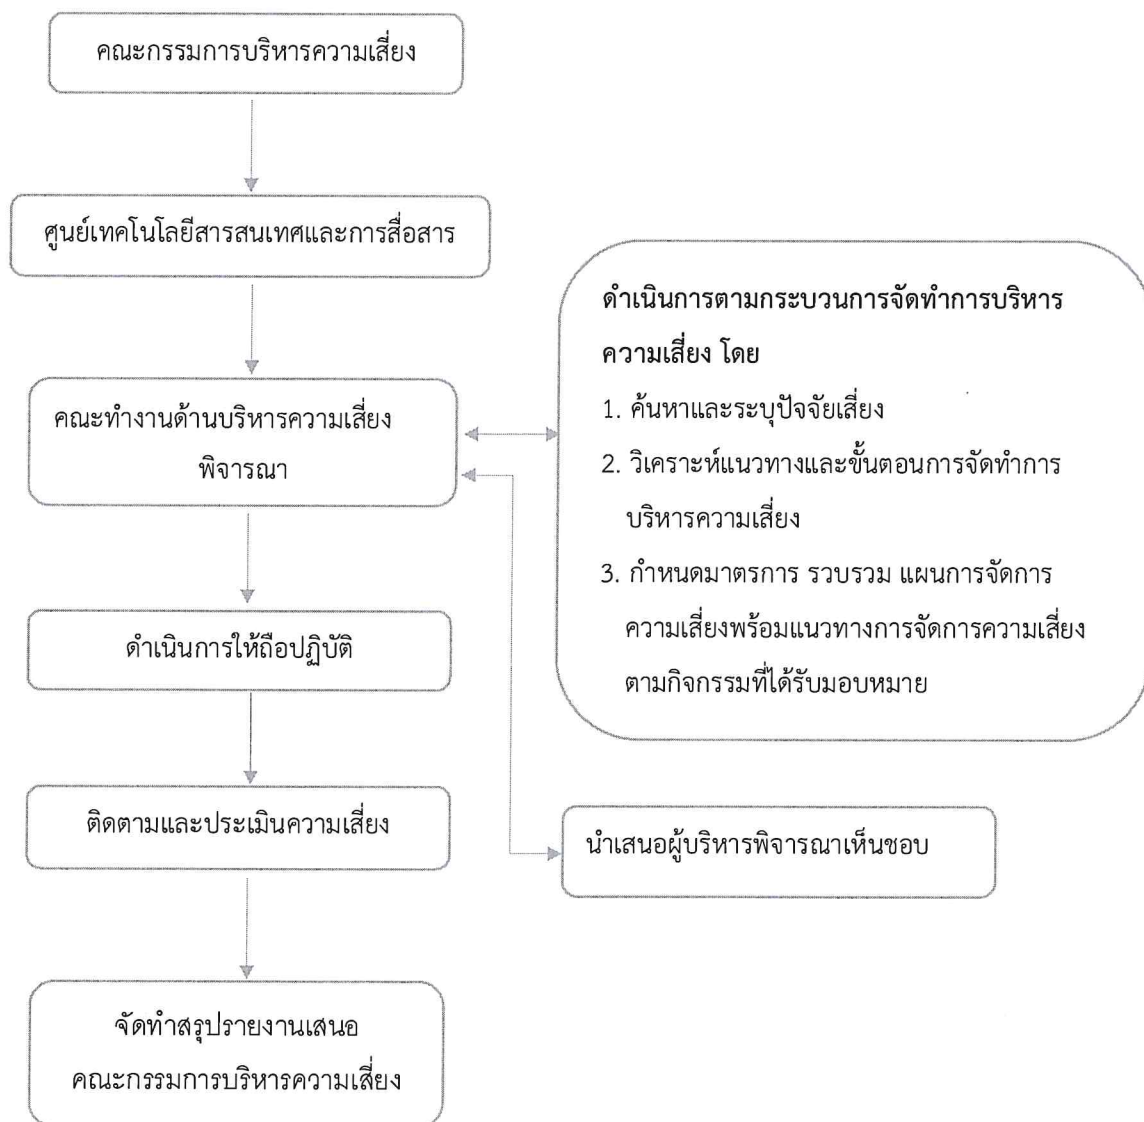 คณะกรรมการบริหารความเสี่ยง
ศูนย์เทคโนโลยีสารสนเทศและการสื่อสาร
คณะทำงานด้านบริหารความเสี่ยง
พิจารณา
ดำเนินการตามกระบวนการจัดทำการบริหาร
ความเสี่ยง โดย
1. ค้นหาและระบุปัจจัยเสี่ยง
2. วิเคราะห์แนวทางและขั้นตอนการจัดทำการ
บริหารความเสี่ยง
3. กำหนดมาตรการ รวบรวม แผนการจัดการ
ความเสี่ยงพร้อมแนวทางการจัดการความเสี่ยง
ตามกิจกรรมที่ได้รับมอบหมาย
ดำเนินการให้ถือปฏิบัติ
ติดตามและประเมินความเสี่ยง
นำเสนอผู้บริหารพิจารณาเห็นชอบ
จัดทำสรุปรายงานเสนอ
คณะกรรมการบริหารความเสี่ยง